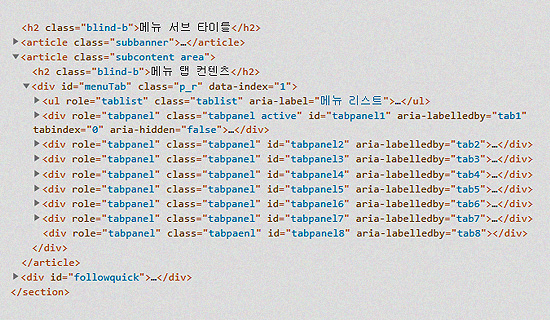 <h2 class="blind-b">메뉴 서브 타이틀</h2>
<article class="subbanner">…</article>
<article class="subcontent area">
<h2 class="blind-b">메뉴 탭 컨텐츠</h2>
<div id="menuTab" class="p_r" data-index="1">
<ul role="tablist" class="tablist" aria-label="메뉴 리스트">…</ul>
<div role="tabpanel" class="tabpanel active" id="tabpanel1" aria-labelledby="tab1"
tabindex="0" aria-hidden="false">…</div>
<div role="tabpanel" class="tabpanel" id="tabpanel2" aria-labelledby="tab2">…</div>
<div role="tabpanel" class="tabpanel" id="tabpanel3" aria-labelledby="tab3">…</div>
<div role="tabpanel" class="tabpanel" id="tabpanel4" aria-labelledby="tab4">…</div>
<div role="tabpanel" class="tabpanel" id="tabpanel5" aria-labelledby="tab5">…</div>
<div role="tabpanel" class="tabpanel" id="tabpanel6" aria-labelledby="tab6">…</div>
<div role="tabpanel" class="tabpanel" id="tabpanel7" aria-labelledby="tab7">…</div>
<div role="tabpanel" class="tabpaenl" id="tabpanel8" aria-labelledby="tab8"></div>
</div>
</article>
<div id="followquick">…</div>
</section>